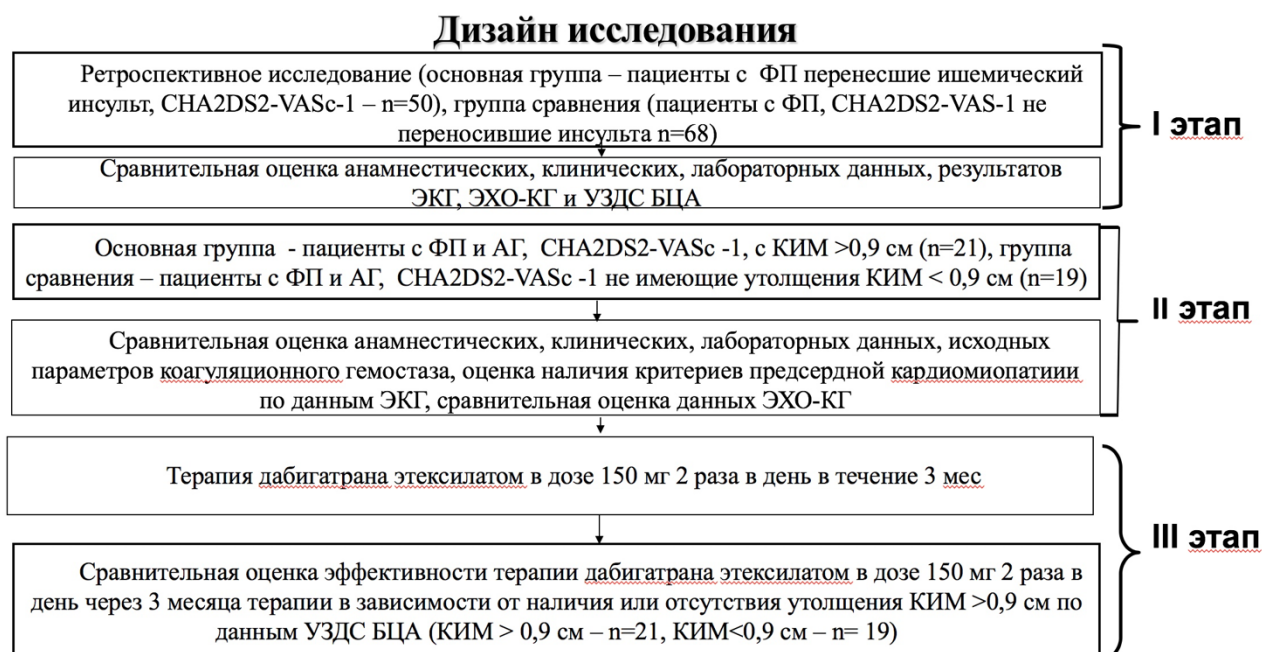 Дизайн исследования
Ретроспективное исследование (основная группа – пациенты с ФП перенесшие ишемический
инсульт, CHA2DS2-VASc-1 – n=50), группа сравнения (пациенты с ФП, CHA2DS2-VAS-1 не
переносившие инсульта n=68)
Сравнительная оценка анамнестических, клинических, лабораторных данных, результатов
ЭКГ, ЭХО-КГ и УЗДС БЦА
I этап
Основная группа - пациенты с ФП и АГ, CHA2DS2-VASc -1, с КИМ >0,9 см (n=21), группа
сравнения – пациенты с ФП и АГ, CHA2DS2-VASc -1 не имеющие утолщения КИМ < 0,9 см (n=19)
Сравнительная оценка анамнестических, клинических, лабораторных данных, исходных
параметров коагуляционного гемостаза, оценка наличия критериев предсердной кардиомиопатиии
по данным ЭКГ, сравнительная оценка данных ЭХО-КГ
II этап
Терапия дабигатрана этексилатом в дозе 150 мг 2 раза в день в течение 3 мес
Сравнительная оценка эффективности терапии дабигатрана этексилатом в дозе 150 мг 2 раза в
день через 3 месяца терапии в зависимости от наличия или отсутствия утолщения КИМ >0,9 см по
данным УЗДС БЦА (КИМ > 0,9 см – n=21, КИМ<0,9 см – n= 19)
III этап